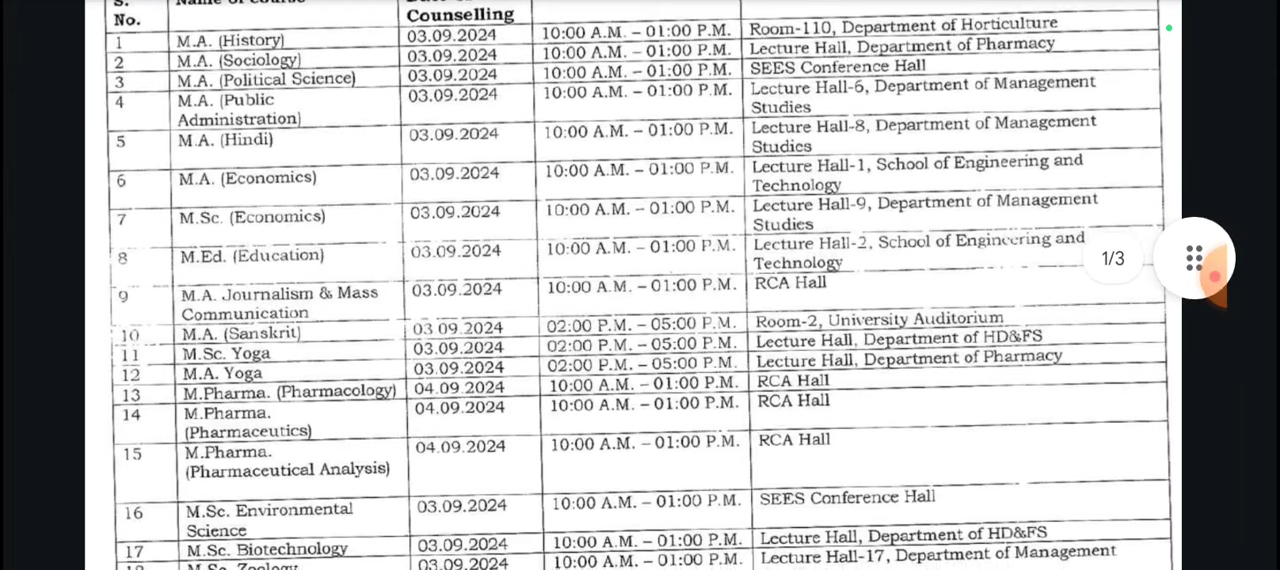 S. Name of course
No. Counselling
1 M.A. (History) 03.09.2024 10:00 A.M. – 01:00 P.M. Room-110, Department of Horticulture
2 M.A. (Sociology) 03.09.2024 10:00 A.M. – 01:00 P.M. Lecture Hall, Department of Pharmacy
3 M.A. (Political Science) 03.09.2024 10:00 A.M. – 01:00 P.M. SEES Conference Hall
4 M.A. (Public 03.09.2024 10:00 A.M. – 01:00 P.M. Lecture Hall-6, Department of Management
Administration) Studies
5 M.A. (Hindi) 03.09.2024 10:00 A.M. – 01:00 P.M. Lecture Hall-8, Department of Management
Studies
6 M.A. (Economics) 03.09.2024 10:00 A.M. – 01:00 P.M. Lecture Hall-1, School of Engineering and
Technology
7 M.Sc. (Economics) 03.09.2024 10:00 A.M. – 01:00 P.M. Lecture Hall-9, Department of Management
Studies
8 M.Ed. (Education) 03.09.2024 10:00 A.M. – 01:00 P.M. Lecture Hall-2, School of Engineering and
Technology
1/3
9 M.A. Journalism & Mass 03.09.2024 10:00 A.M. – 01:00 P.M. RCA Hall
Communication
10 M.A. (Sanskrit) 03 09.2024 02:00 P.M. – 05:00 P.M. Room-2, University Auditorium
11 M.Sc. Yoga 03.09.2024 02:00 P.M. – 05:00 P.M. Lecture Hall, Department of HD&FS
12 M.A. Yoga 03.09.2024 02:00 P.M. – 05:00 P.M. Lecture Hall, Department of Pharmacy
13 M.Pharma. (Pharmacology) 04.09.2024 10:00 A.M. – 01:00 P.M. RCA Hall
14 M.Pharma. 04.09.2024 10:00 A.M. – 01:00 P.M. RCA Hall
(Pharmaceutics)
15 M.Pharma. 04.09.2024 10:00 A.M. – 01:00 P.M. RCA Hall
(Pharmaceutical Analysis)
16 M.Sc. Environmental 03.09.2024 10:00 A.M. – 01:00 P.M. SEES Conference Hall
Science
17 M.Sc. Biotechnology 03.09.2024 10:00 A.M. – 01:00 P.M. Lecture Hall, Department of HD&FS
18 M.Sc. Zoology 03.09.2024 10:00 A.M. – 01:00 P.M. Lecture Hall-17, Department of Management